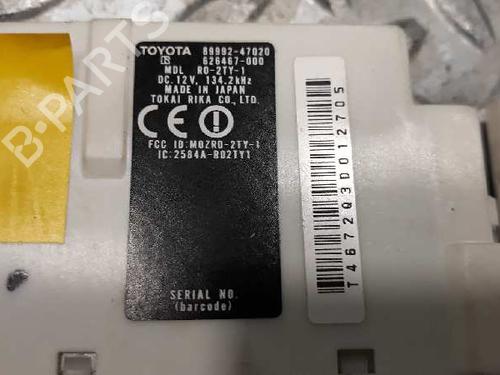 TOYOTA 89992-47020
626467-000
MDL RO-2TY-1
DC.12V, 134.2kHz
MADE IN JAPAN
TOKAI RIKA CO., LTD.
CE
FCC ID:MOZRO-2TY-1
IC:2584A-RO2TY1
SERIAL NO.
(barcode)
T4672Q3D012705
B-PARTS